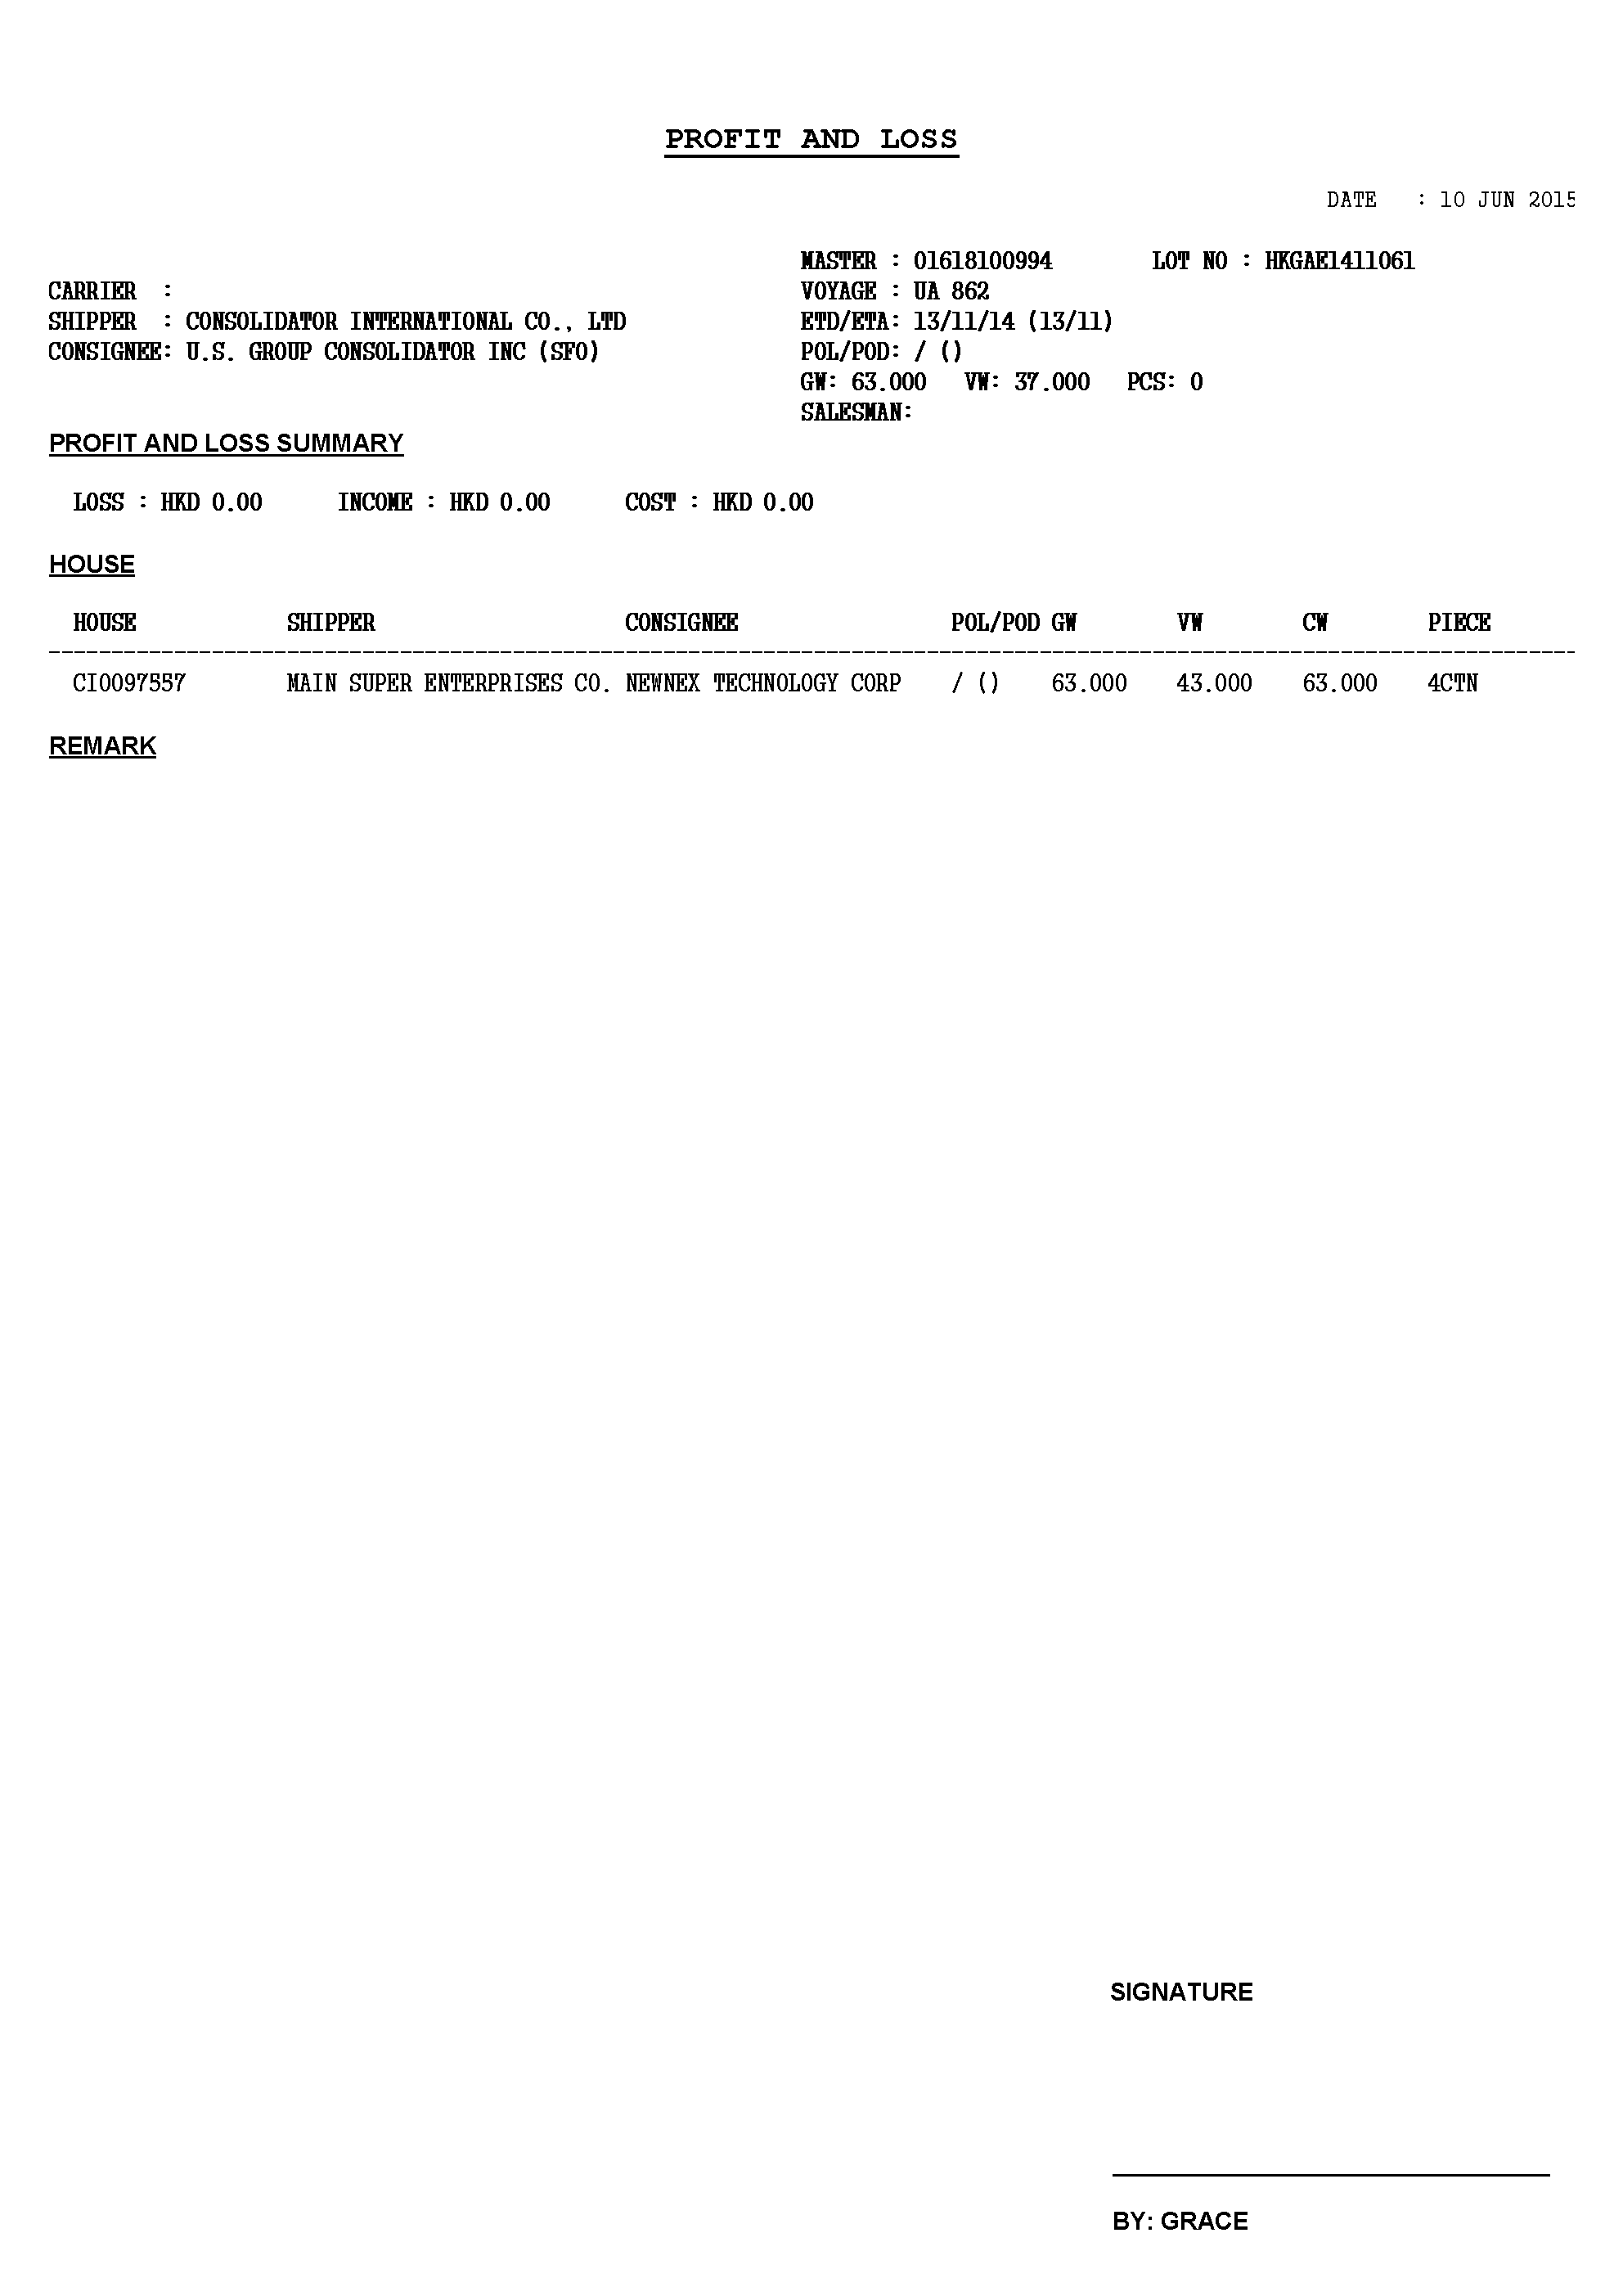 PROFIT AND LOSS
DATE : 10 JUN 2015
MASTER : 01618100994 LOT NO : HKGAE1411061
CARRIER :
VOYAGE : UA 862
SHIPPER : CONSOLIDATOR INTERNATIONAL CO., LTD
ETD/ETA: 13/11/14 (13/11)
CONSIGNEE: U.S. GROUP CONSOLIDATOR INC (SFO)
POL/POD: / ()
GW: 63.000 VW: 37.000 PCS: 0
SALESMAN:
PROFIT AND LOSS SUMMARY
LOSS : HKD 0.00 INCOME : HKD 0.00 COST : HKD 0.00
HOUSE
HOUSE SHIPPER CONSIGNEE POL/POD GW VW CW PIECE
CI0097557 MAIN SUPER ENTERPRISES CO. NEWNEX TECHNOLOGY CORP / () 63.000 43.000 63.000 4CTN
REMARK
SIGNATURE
BY: GRACE